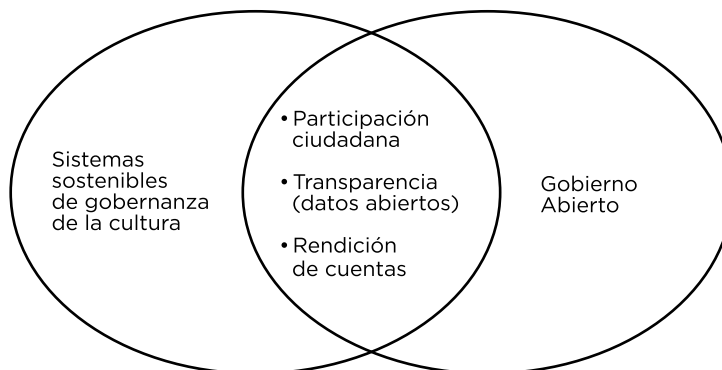 Sistemas
sostenibles
de gobernanza
de la cultura
• Participación
ciudadana
• Transparencia
(datos abiertos)
• Rendición
de cuentas
Gobierno
Abierto